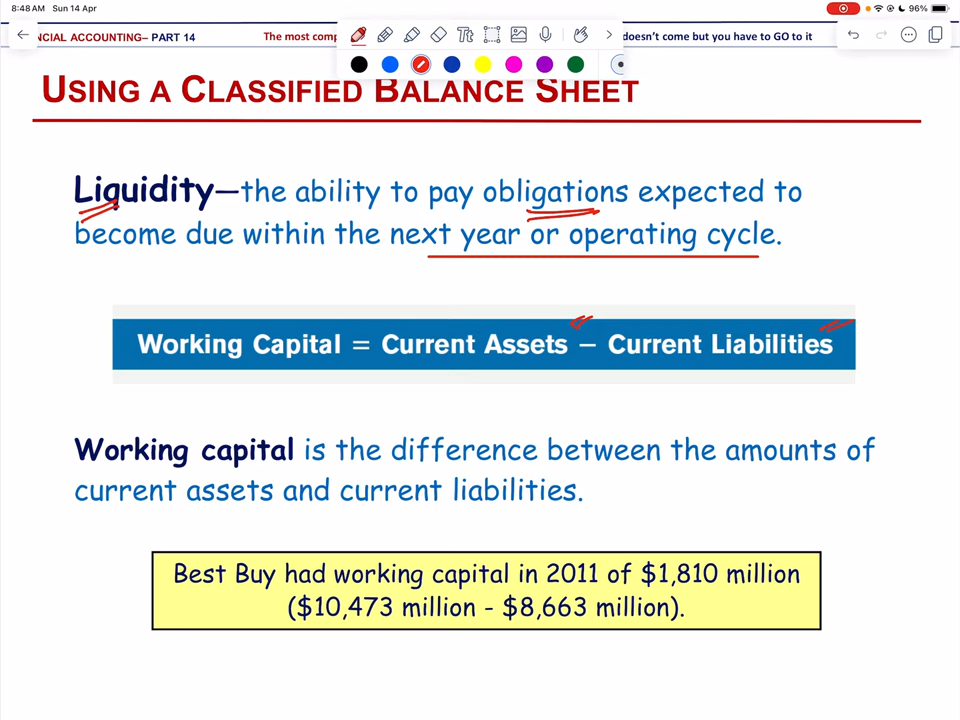 8:48 AM Sun 14 Apr
96%
NCIAL ACCOUNTING– PART 14
The most comp
doesn't come but you have to GO to it
Tt
USING A CLASSIFIED BALANCE SHEET
Liquidity—the ability to pay obligations expected to
become due within the next year or operating cycle.
Working Capital = Current Assets – Current Liabilities
Working capital is the difference between the amounts of
current assets and current liabilities.
Best Buy had working capital in 2011 of $1,810 million
($10,473 million - $8,663 million).